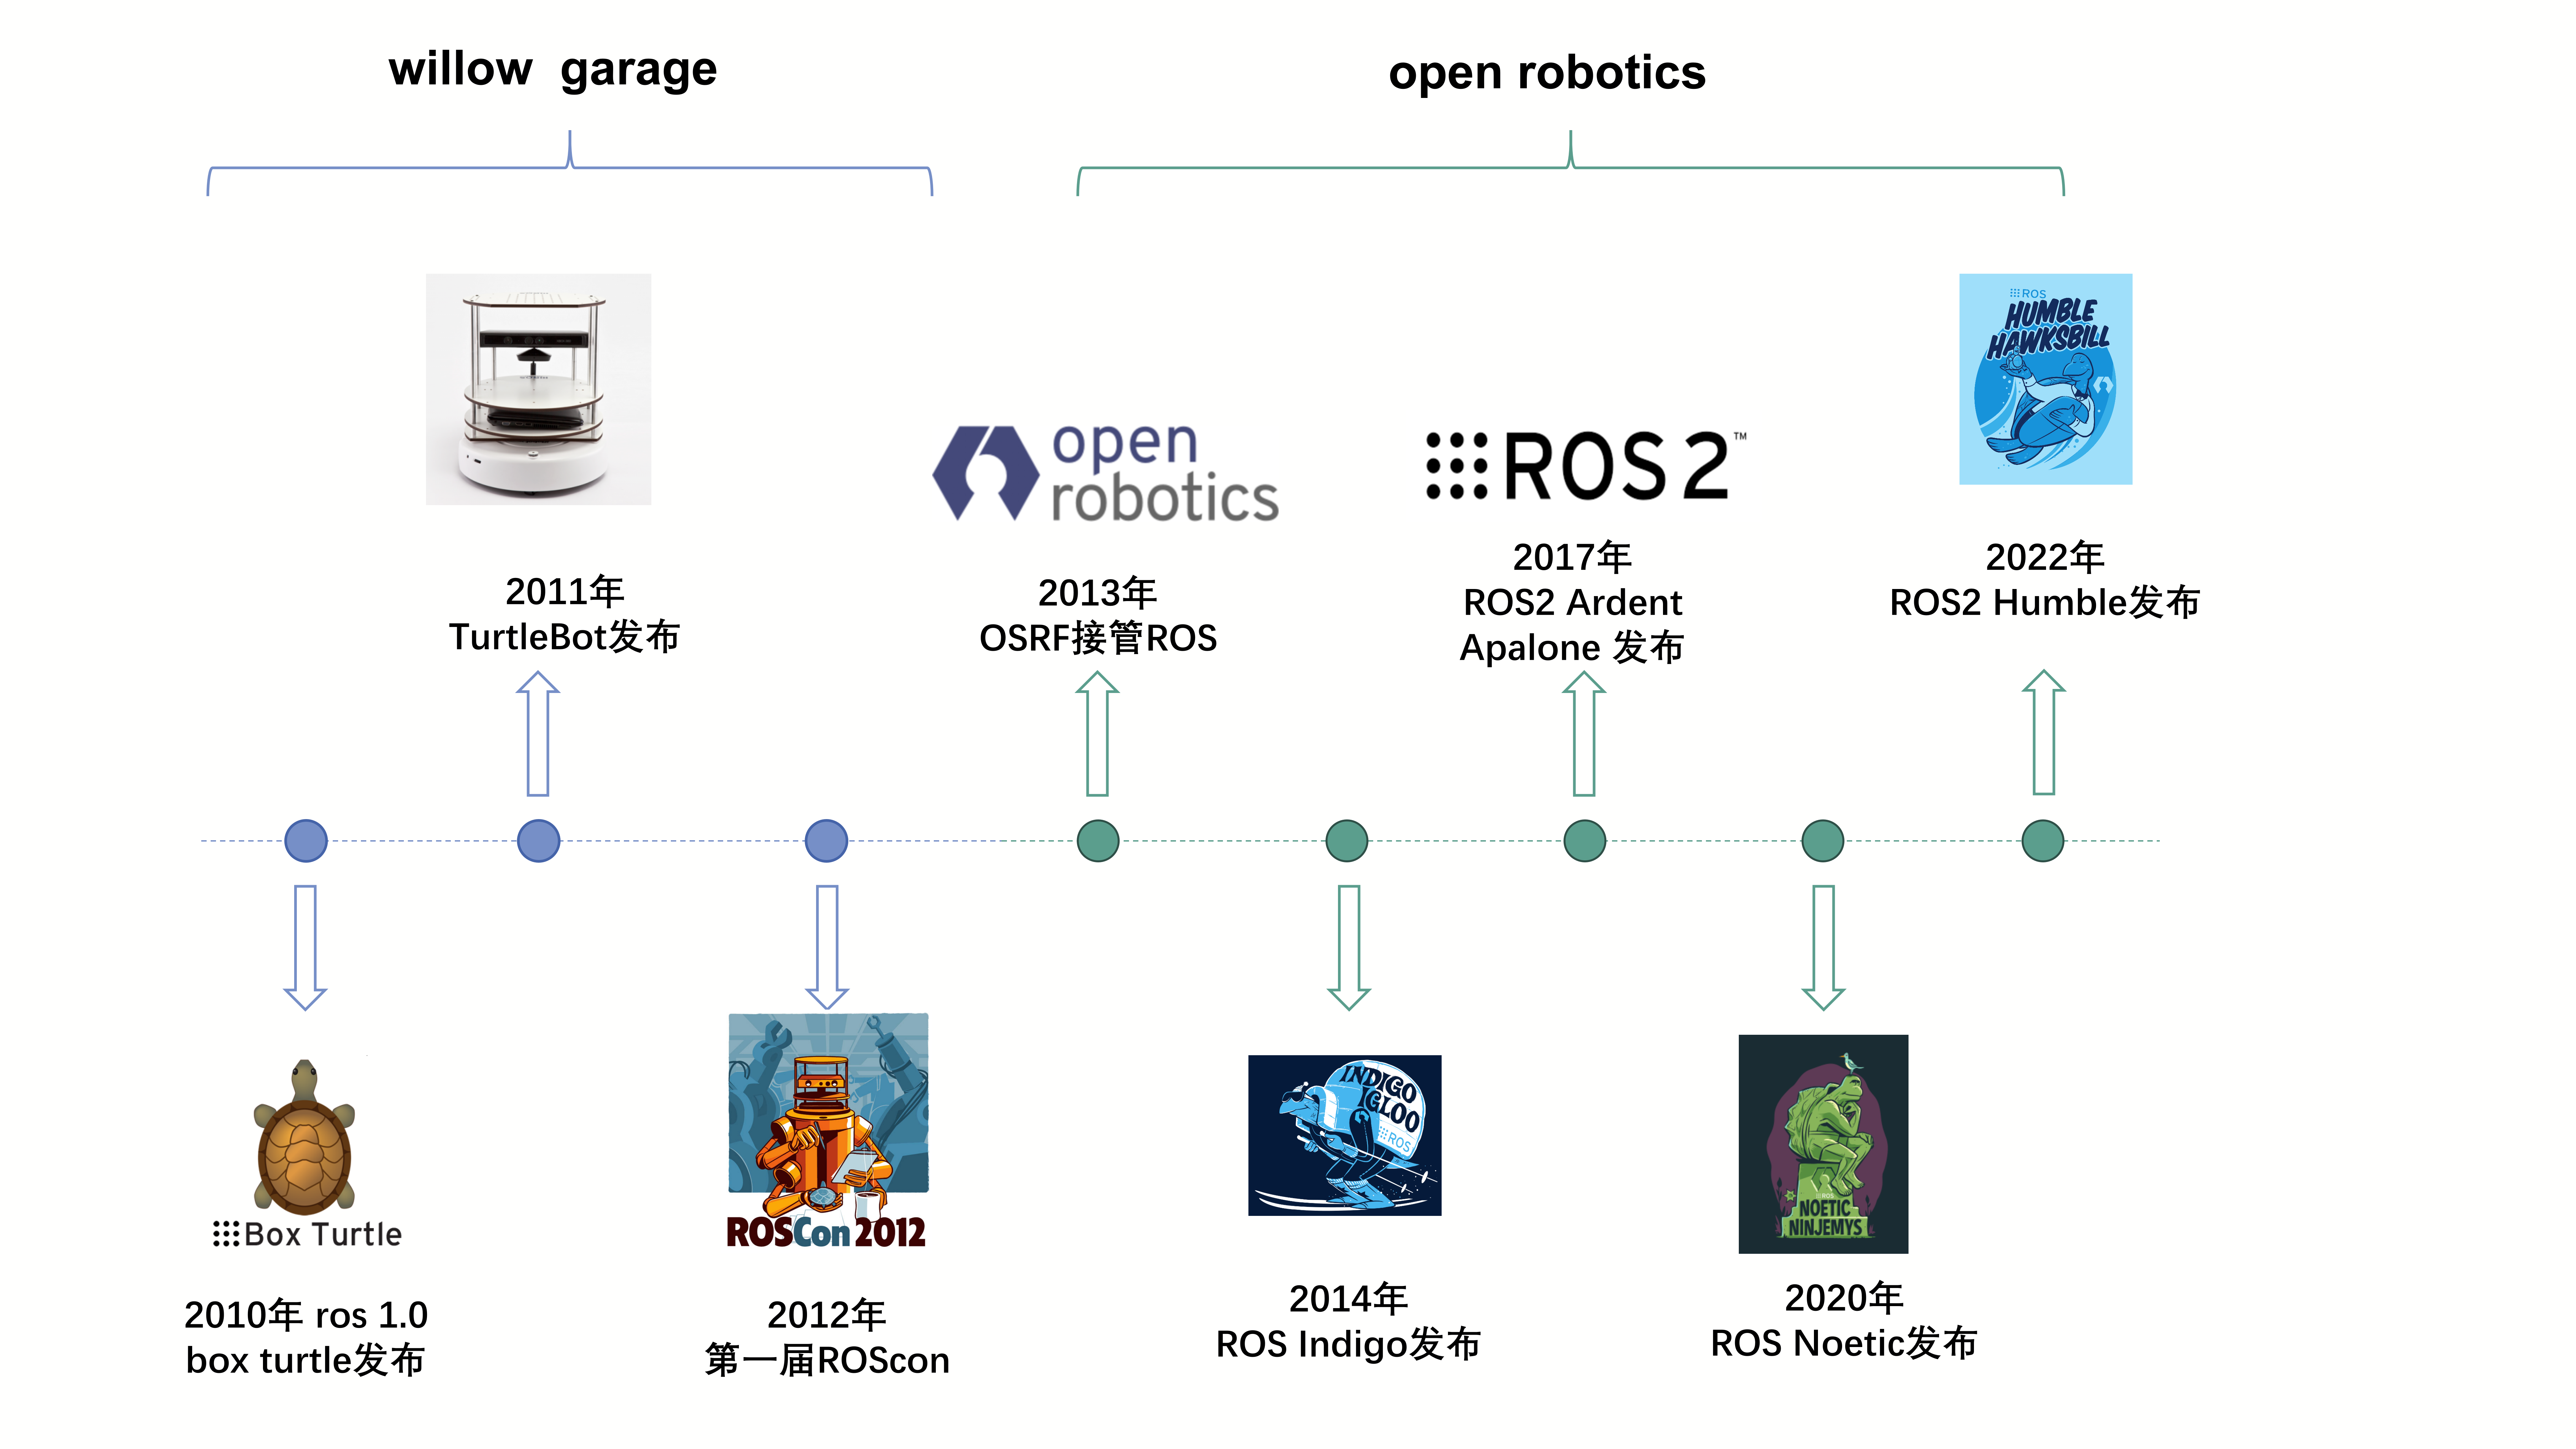 willow garage
open robotics
ROS
HUMBLE
HAWKSBILL
open
robotics
ROS 2™
2011年
TurtleBot发布
2013年
OSRF接管ROS
2017年
ROS2 Ardent
Apalone 发布
2022年
ROS2 Humble发布
Box Turtle
ROSCon 2012
INDIGO
IGLOO
ROS
ROS
NOETIC
NINJEMYS
2010年 ros 1.0
box turtle发布
2012年
第一届ROScon
2014年
ROS Indigo发布
2020年
ROS Noetic发布